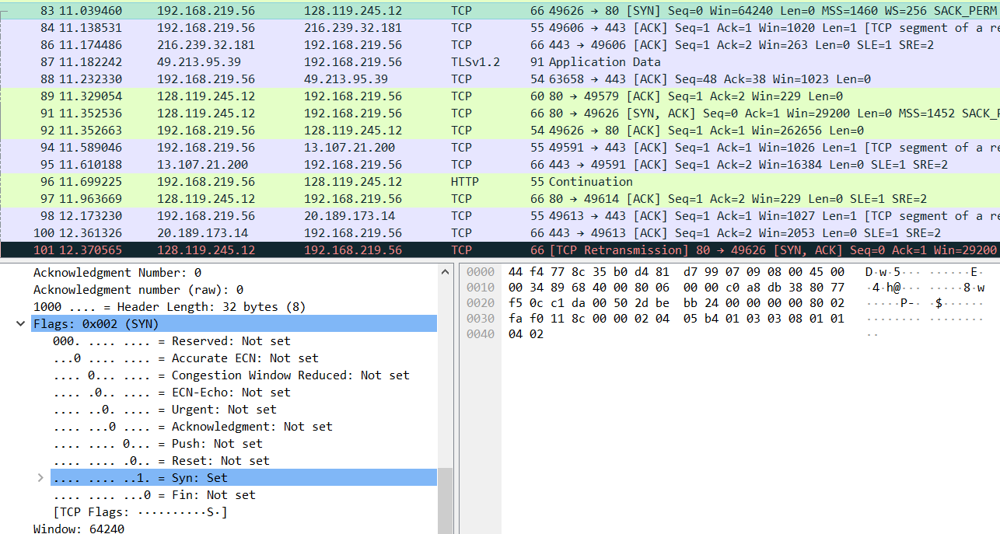 83 11.039460 192.168.219.56 128.119.245.12 TCP 66 49626 → 80 [SYN] Seq=0 Win=64240 Len=0 MSS=1460 WS=256 SACK_PERM
84 11.138531 192.168.219.56 216.239.32.181 TCP 55 49606 → 443 [ACK] Seq=1 Ack=1 Win=1020 Len=1 [TCP segment of a re
86 11.174486 216.239.32.181 192.168.219.56 TCP 66 443 → 49606 [ACK] Seq=1 Ack=2 Win=263 Len=0 SLE=1 SRE=2
87 11.182242 49.213.95.39 192.168.219.56 TLSv1.2 91 Application Data
88 11.232330 192.168.219.56 49.213.95.39 TCP 54 63658 → 443 [ACK] Seq=48 Ack=38 Win=1023 Len=0
89 11.329054 128.119.245.12 192.168.219.56 TCP 60 80 → 49579 [ACK] Seq=1 Ack=2 Win=229 Len=0
91 11.352536 128.119.245.12 192.168.219.56 TCP 66 80 → 49626 [SYN, ACK] Seq=0 Ack=1 Win=29200 Len=0 MSS=1452 SACK_P
92 11.352663 192.168.219.56 128.119.245.12 TCP 54 49626 → 80 [ACK] Seq=1 Ack=1 Win=262656 Len=0
94 11.589046 192.168.219.56 13.107.21.200 TCP 55 49591 → 443 [ACK] Seq=1 Ack=1 Win=1026 Len=1 [TCP segment of a re
95 11.610188 13.107.21.200 192.168.219.56 TCP 66 443 → 49591 [ACK] Seq=1 Ack=2 Win=16384 Len=0 SLE=1 SRE=2
96 11.699225 192.168.219.56 128.119.245.12 HTTP 55 Continuation
97 11.963669 128.119.245.12 192.168.219.56 TCP 66 80 → 49614 [ACK] Seq=1 Ack=2 Win=229 Len=0 SLE=1 SRE=2
98 12.173230 192.168.219.56 20.189.173.14 TCP 55 49613 → 443 [ACK] Seq=1 Ack=1 Win=1027 Len=1 [TCP segment of a re
100 12.361326 20.189.173.14 192.168.219.56 TCP 66 443 → 49613 [ACK] Seq=1 Ack=2 Win=2053 Len=0 SLE=1 SRE=2
101 12.370565 128.119.245.12 192.168.219.56 TCP 66 [TCP Retransmission] 80 → 49626 [SYN, ACK] Seq=0 Ack=1 Win=29200
Acknowledgment Number: 0
Acknowledgment number (raw): 0
1000 .... = Header Length: 32 bytes (8)
Flags: 0x002 (SYN)
000. .... .... = Reserved: Not set
...0 .... .... = Accurate ECN: Not set
.... 0... .... = Congestion Window Reduced: Not set
.... .0.. .... = ECN-Echo: Not set
.... ..0. .... = Urgent: Not set
.... ...0 .... = Acknowledgment: Not set
.... .... 0... = Push: Not set
.... .... .0.. = Reset: Not set
.... .... ..1. = Syn: Set
.... .... ...0 = Fin: Not set
[TCP Flags: ··········S·]
Window: 64240
0000 44 f4 77 8c 35 b0 d4 81 d7 99 07 09 08 00 45 00 D·w·5··· ······E·
0010 00 34 89 68 40 00 80 06 00 00 c0 a8 db 38 80 77 ·4·h@··· ·····8·w
0020 f5 0c c1 da 00 50 2d be bb 24 00 00 00 00 80 02 ·····P-· ·$······
0030 fa f0 11 8c 00 00 02 04 05 b4 01 03 03 08 01 01 ········ ········
0040 04 02 ··